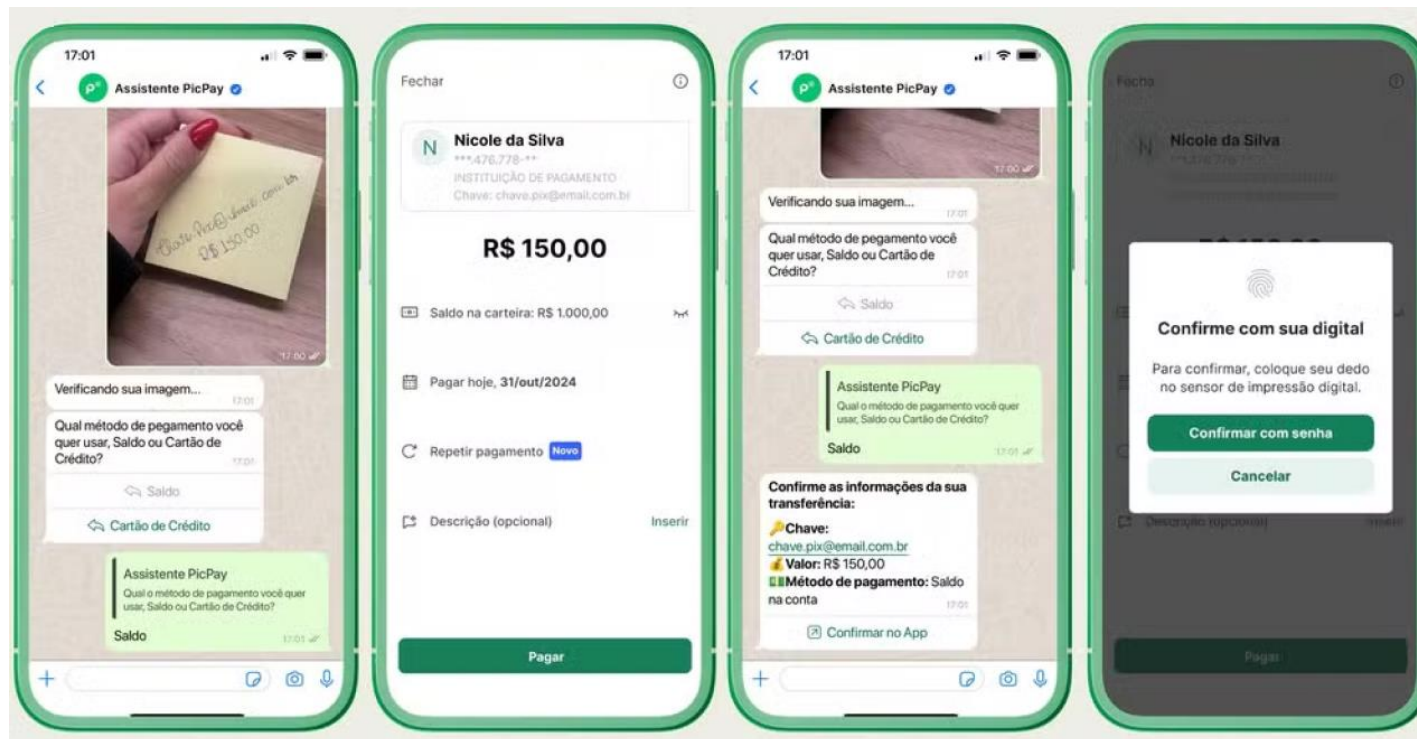 17:01
Assistente PicPay
R$ 150,00
17:00
Verificando sua imagem...
17:01
Qual método de pegamento você
quer usar, Saldo ou Cartão de
Crédito?
17:01
Saldo
Cartão de Crédito
Assistente PicPay
Qual o método de pagamento você quer
usar, Saldo ou Cartão de Crédito?
Saldo
17:01
Fechar
N
Nicole da Silva
***.476.778-**
INSTITUIÇÃO DE PAGAMENTO
Chave: chave.pix@email.com.br
R$ 150,00
Saldo na carteira: R$ 1.000,00
Pagar hoje, 31/out/2024
Repetir pagamento Novo
Descrição (opcional) Inserir
Pagar
17:01
Assistente PicPay
17:00
Verificando sua imagem...
17:01
Qual método de pegamento você
quer usar, Saldo ou Cartão de
Crédito?
17:01
Saldo
Cartão de Crédito
Assistente PicPay
Qual o método de pagamento você quer
usar, Saldo ou Cartão de Crédito?
Saldo
17:01
Confirme as informações da sua
transferência:
Chave:
chave.pix@email.com.br
Valor: R$ 150,00
Método de pagamento: Saldo
na conta
17:01
Confirmar no App
Fecha
N
Nicole da Silva
Confirme com sua digital
Para confirmar, coloque seu dedo
no sensor de impressão digital.
Confirmar com senha
Cancelar
Descrição (opcional) Inserir
Pagar